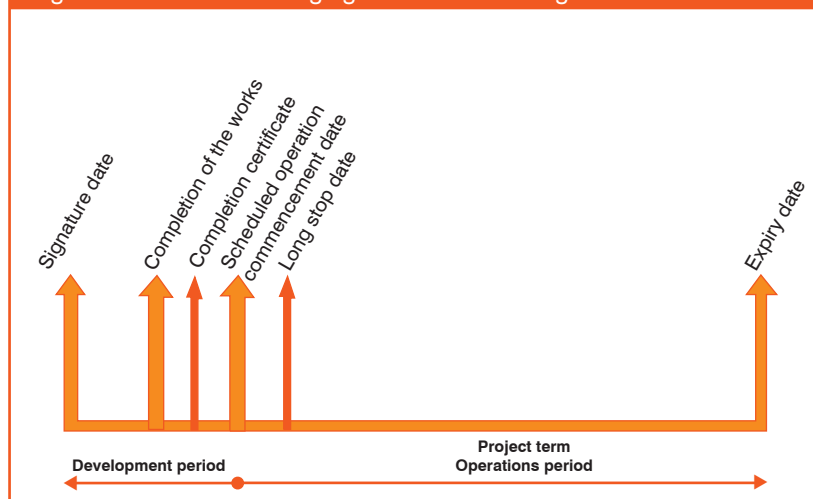 Signature date
Completion of the works
Completion certificate
Scheduled operation
commencement date
Long stop date
Expiry date
Project term
Development period
Operations period